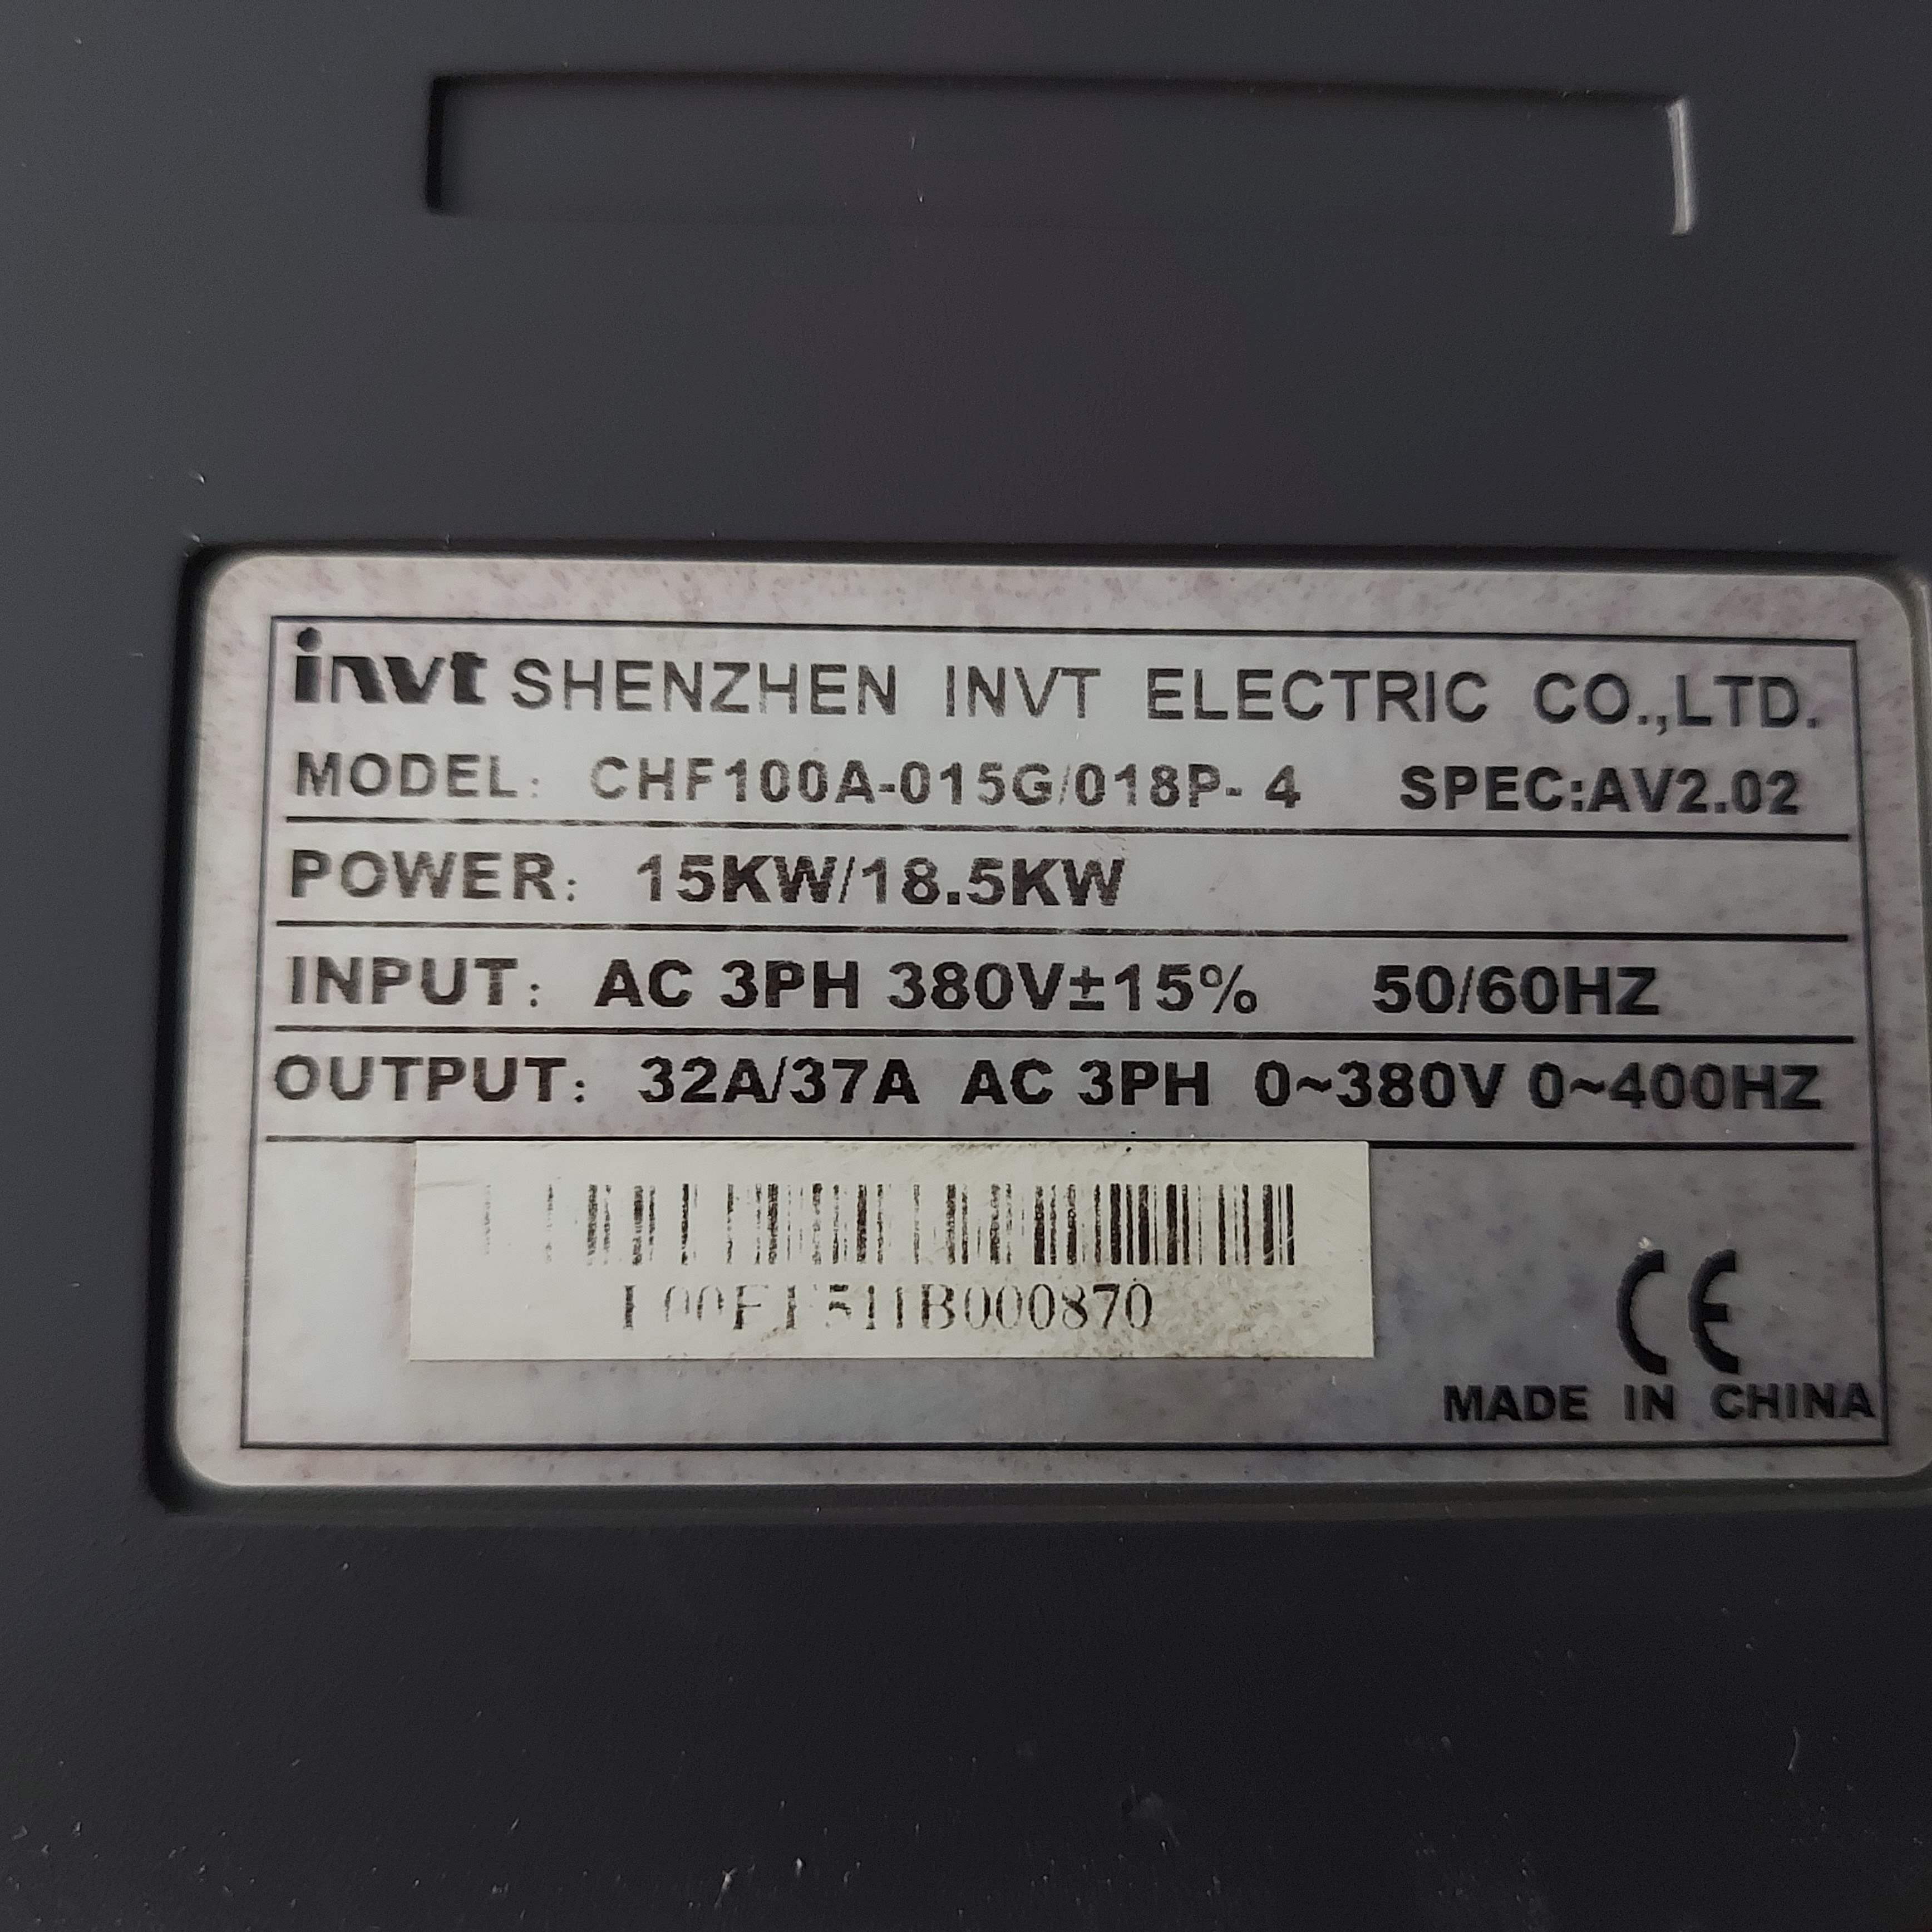 invt SHENZHEN INVT ELECTRIC CO.,LTD.
MODEL: CHF100A-015G/018P- 4 SPEC:AV2.02
POWER: 15KW/18.5KW
INPUT: AC 3PH 380V±15% 50/60HZ
OUTPUT: 32A/37A AC 3PH 0~380V 0~400HZ
CE
MADE IN CHINA